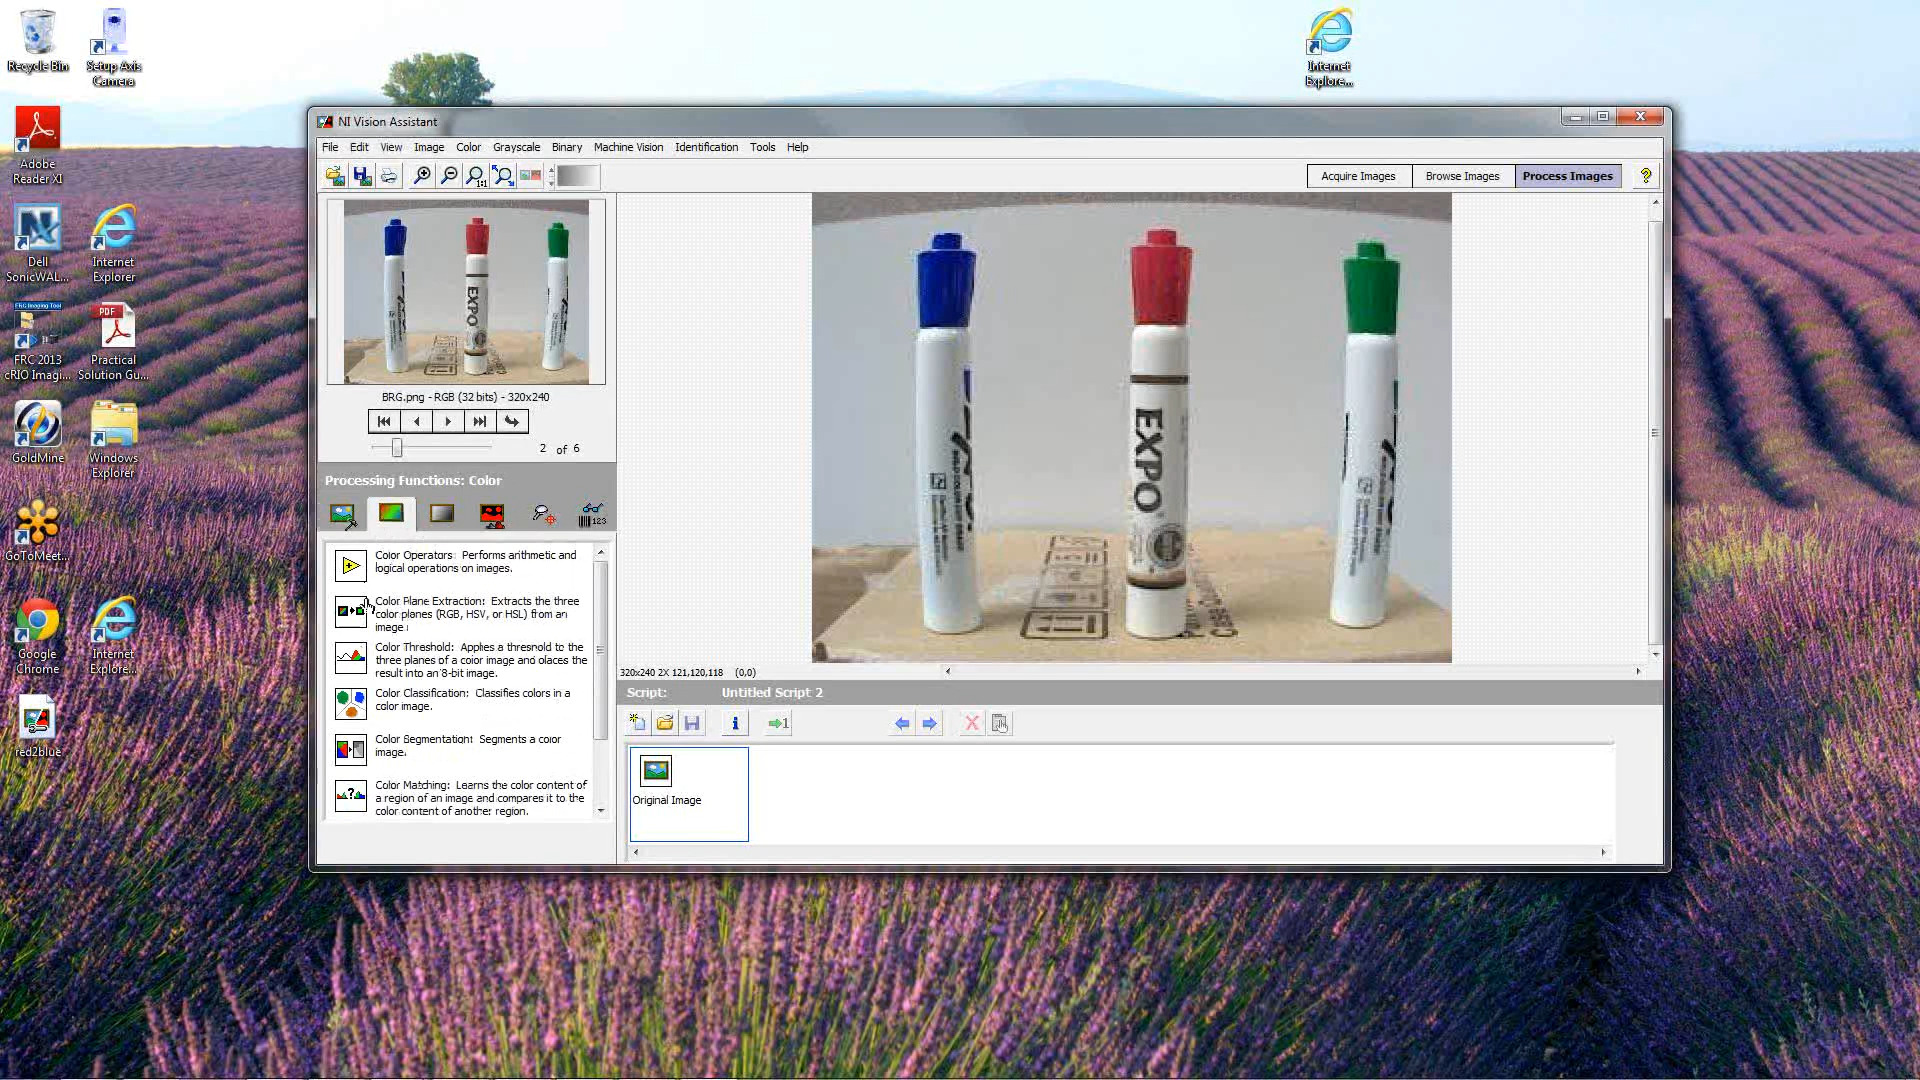 Recycle Bin
Setup Axis
Camera
Internet
Explore...
Adobe
Reader XI
Dell
SonicWAL...
Internet
Explorer
FRC Imaging Tool
FRC 2013
cRIO Imagi...
PDF
Practical
Solution Gu...
GoldMine
Windows
Explorer
GoToMeet...
Google
Chrome
Internet
Explore...
red2blue
NI Vision Assistant
File Edit View Image Color Grayscale Binary Machine Vision Identification Tools Help
1:1
Acquire Images Browse Images Process Images ?
EXPO
BRG.png - RGB (32 bits) - 320x240
2 of 6
Processing Functions: Color
123
Color Operators: Performs arithmetic and
logical operations on images.
Color Plane Extraction: Extracts the three
color planes (RGB, HSV, or HSL) from an
image.
Color Threshold: Applies a threshold to the
three planes of a color image and places the
result into an 8-bit image.
Color Classification: Classifies colors in a
color image.
Color Segmentation: Segments a color
image.
Color Matching: Learns the color content of
a region of an image and compares it to the
color content of another region.
EXPO
320x240 2X 121,120,118 (0,0)
Script: Untitled Script 2
1
Original Image